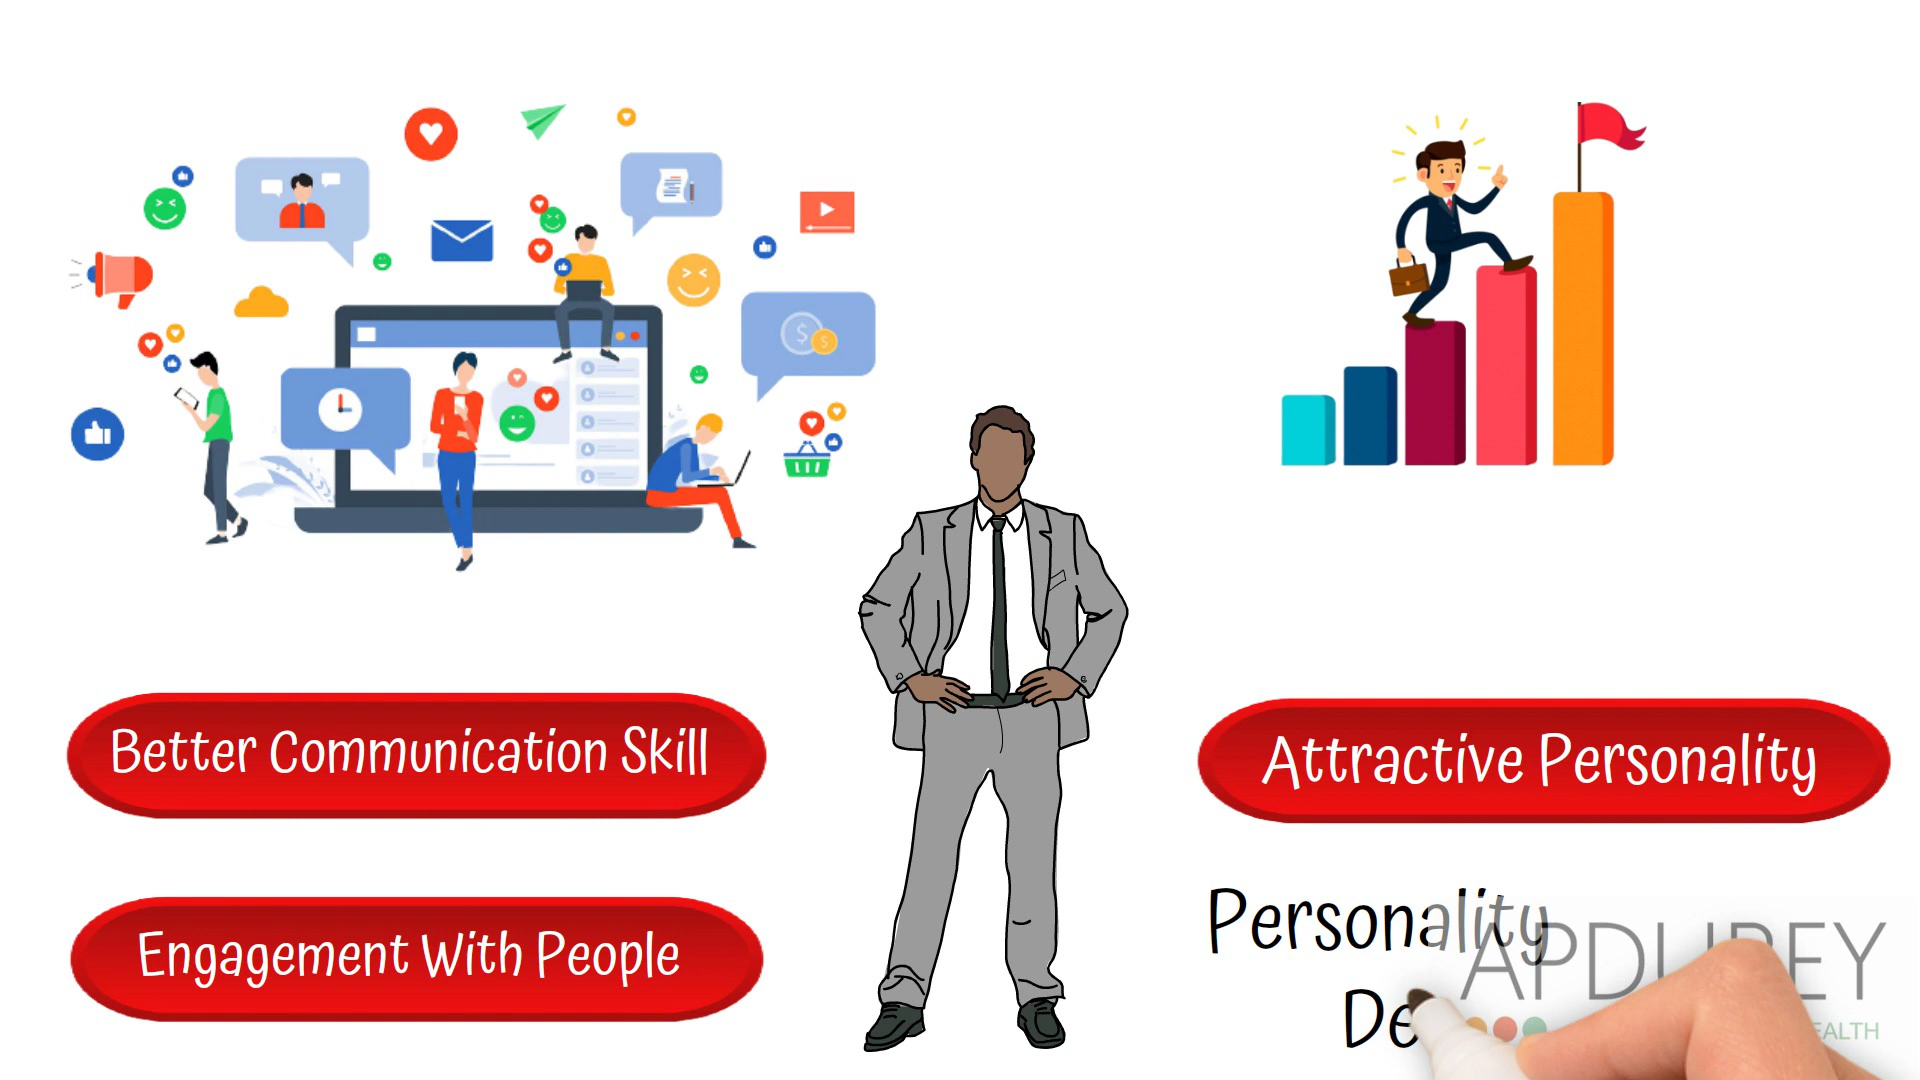 Better Communication Skill
Attractive Personality
Engagement With People
Personality
De